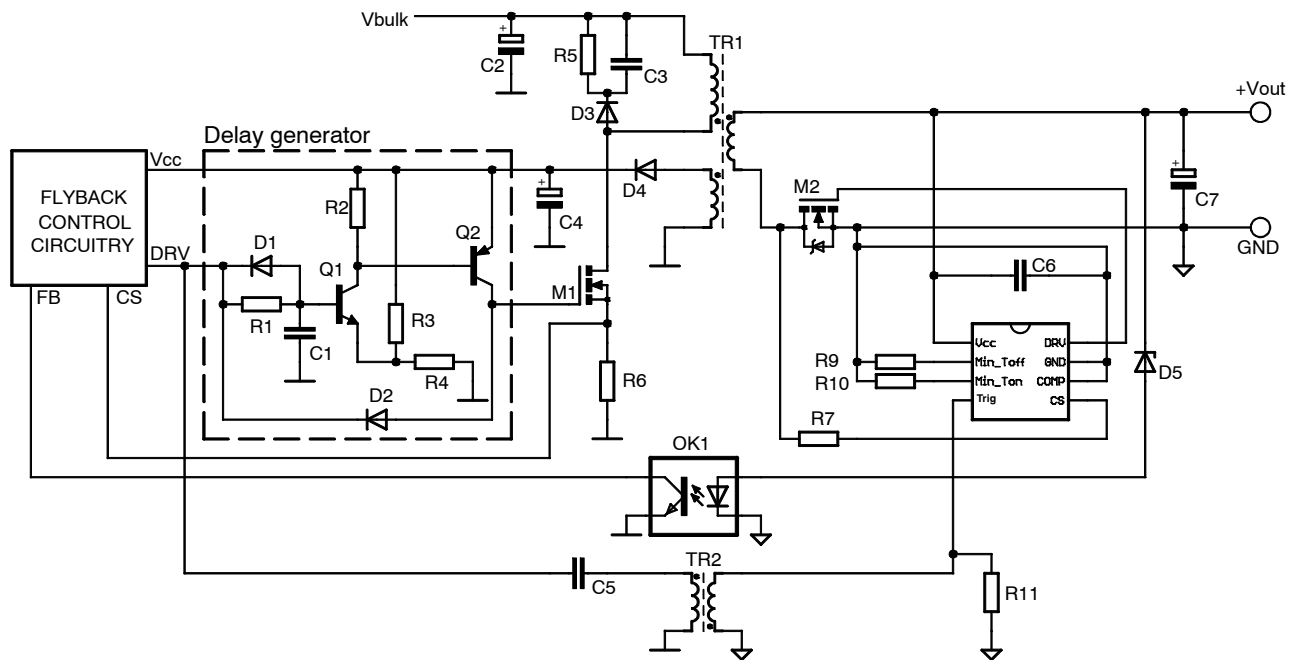 Vbulk
C2
R5
C3
TR1
D3
+Vout
Delay generator
Vcc
FLYBACK
CONTROL
CIRCUITRY
DRV
FB
CS
D1
R1
C1
Q1
R2
Q2
R3
R4
D2
C4
D4
M1
R6
M2
C7
GND
C6
Vcc
Min_Toff
Min_Ton
Trig
DRV
GND
COMP
CS
R9
R10
R7
D5
OK1
C5
TR2
R11